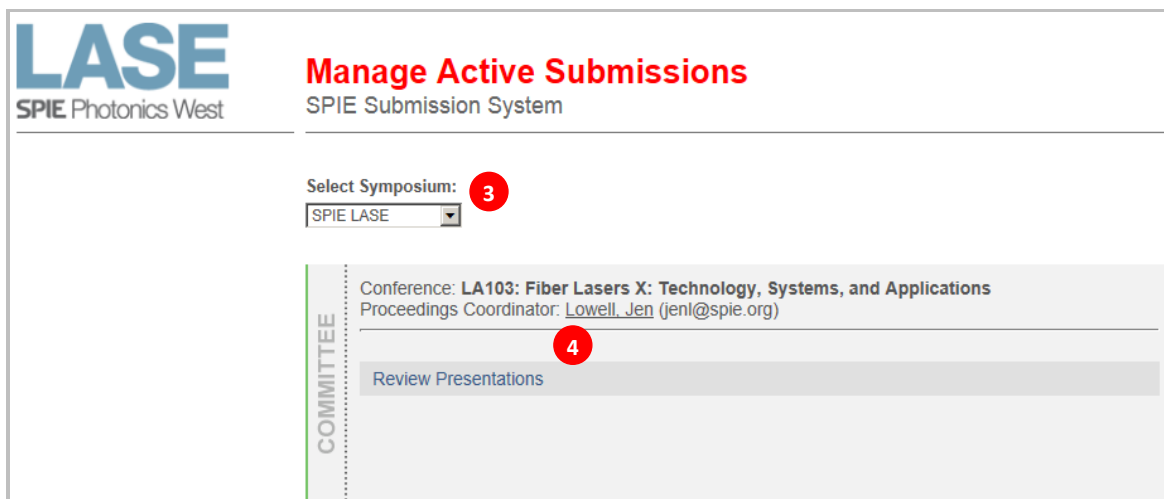 LASE
SPIE Photonics West
Manage Active Submissions
SPIE Submission System
Select Symposium:
3
SPIE LASE
COMMITTEE
Conference: LA103: Fiber Lasers X: Technology, Systems, and Applications
Proceedings Coordinator: Lowell, Jen (jenl@spie.org)
4
Review Presentations